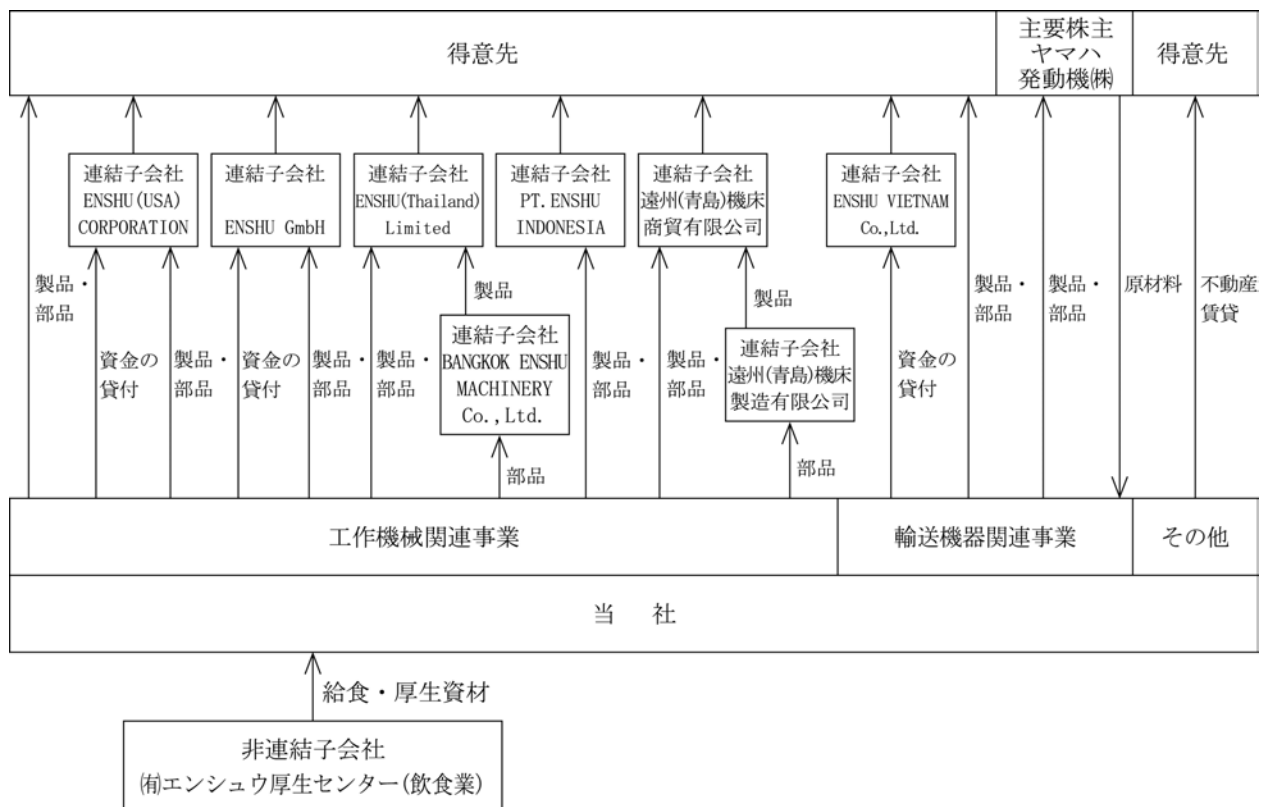 得意先
主要株主
ヤマハ
発動機㈱
得意先
連結子会社
ENSHU(USA)
CORPORATION
連結子会社
ENSHU GmbH
連結子会社
ENSHU(Thailand)
Limited
連結子会社
PT.ENSHU
INDONESIA
連結子会社
遠州(青島)機床
商貿有限公司
連結子会社
ENSHU VIETNAM
Co.,Ltd.
製品・
部品
製品
製品
製品・
部品
製品・
部品
原材料
不動産
賃貸
連結子会社
BANGKOK ENSHU
MACHINERY
Co.,Ltd.
連結子会社
遠州(青島)機床
製造有限公司
資金の
貸付
製品・
部品
資金の
貸付
製品・
部品
製品・
部品
製品・
部品
製品・
部品
資金の
貸付
部品
部品
工作機械関連事業
輸送機器関連事業
その他
当　社
給食・厚生資材
非連結子会社
㈲エンシュウ厚生センター(飲食業)